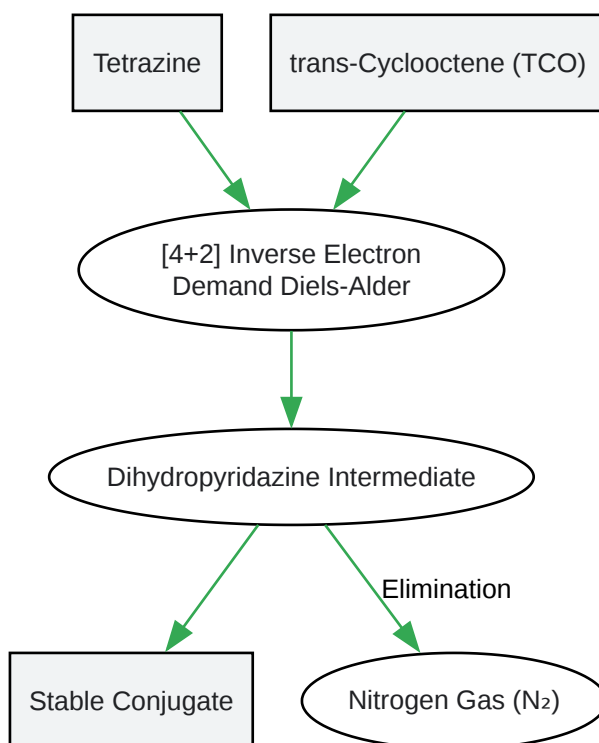 Tetrazine
trans-Cyclooctene (TCO)
[4+2] Inverse Electron
Demand Diels-Alder
Dihydropyridazine Intermediate
Elimination
Stable Conjugate
Nitrogen Gas (N₂)